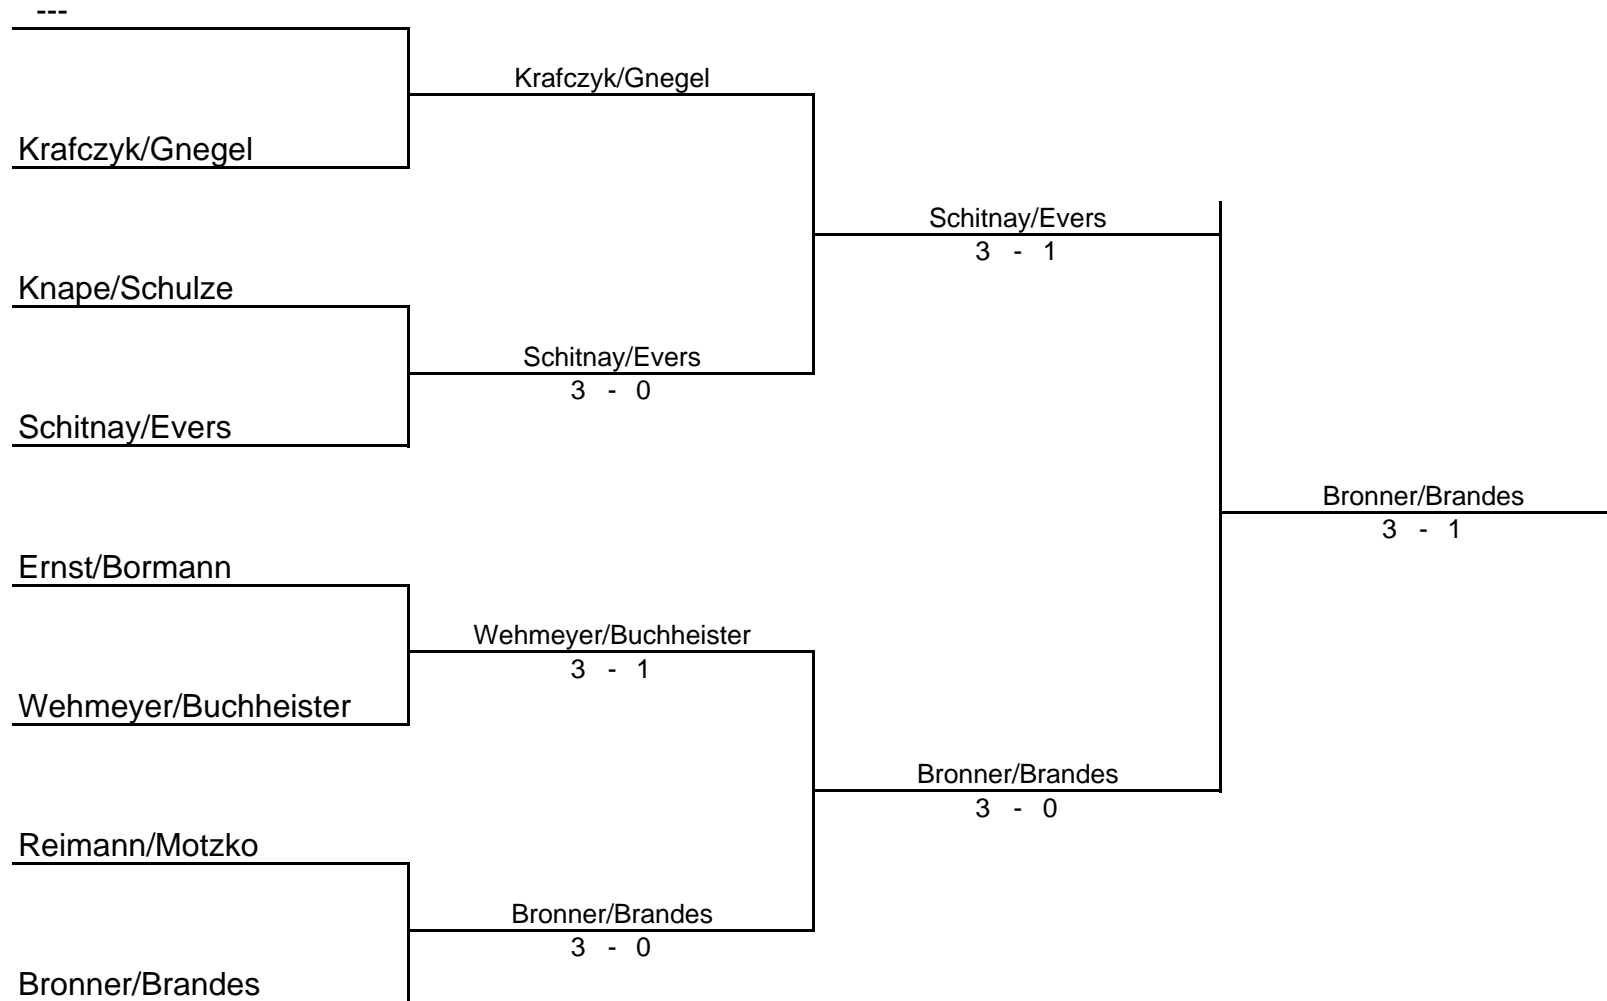 ---
Krafczyk/Gnegel
Krafczyk/Gnegel
Schitnay/Evers
3 - 1
Knape/Schulze
Schitnay/Evers
3 - 0
Schitnay/Evers
Bronner/Brandes
3 - 1
Ernst/Bormann
Wehmeyer/Buchheister
3 - 1
Wehmeyer/Buchheister
Bronner/Brandes
3 - 0
Reimann/Motzko
Bronner/Brandes
3 - 0
Bronner/Brandes